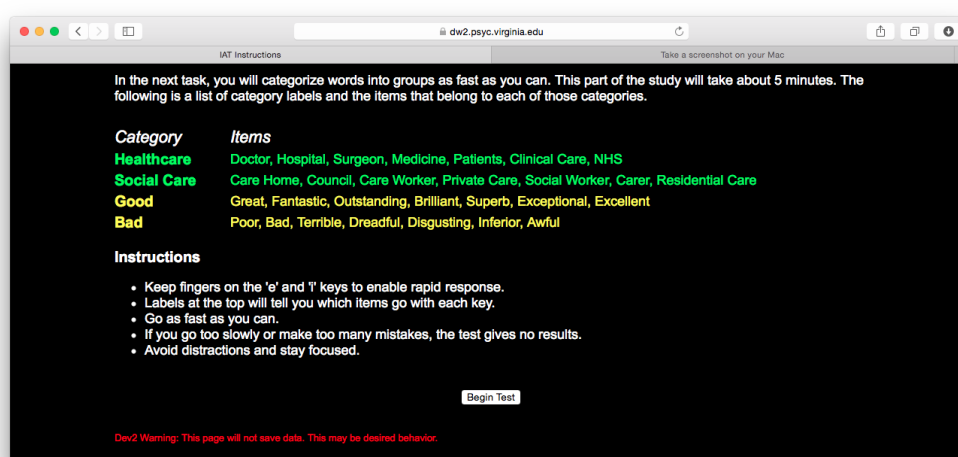 dw2.psyc.virginia.edu
IAT Instructions
Take a screenshot on your Mac
In the next task, you will categorize words into groups as fast as you can. This part of the study will take about 5 minutes. The
following is a list of category labels and the items that belong to each of those categories.
Category Items
Healthcare Doctor, Hospital, Surgeon, Medicine, Patients, Clinical Care, NHS
Social Care Care Home, Council, Care Worker, Private Care, Social Worker, Carer, Residential Care
Good Great, Fantastic, Outstanding, Brilliant, Superb, Exceptional, Excellent
Bad Poor, Bad, Terrible, Dreadful, Disgusting, Inferior, Awful
Instructions
• Keep fingers on the 'e' and 'i' keys to enable rapid response.
• Labels at the top will tell you which items go with each key.
• Go as fast as you can.
• If you go too slowly or make too many mistakes, the test gives no results.
• Avoid distractions and stay focused.
Begin Test
Dev2 Warning: This page will not save data. This may be desired behavior.